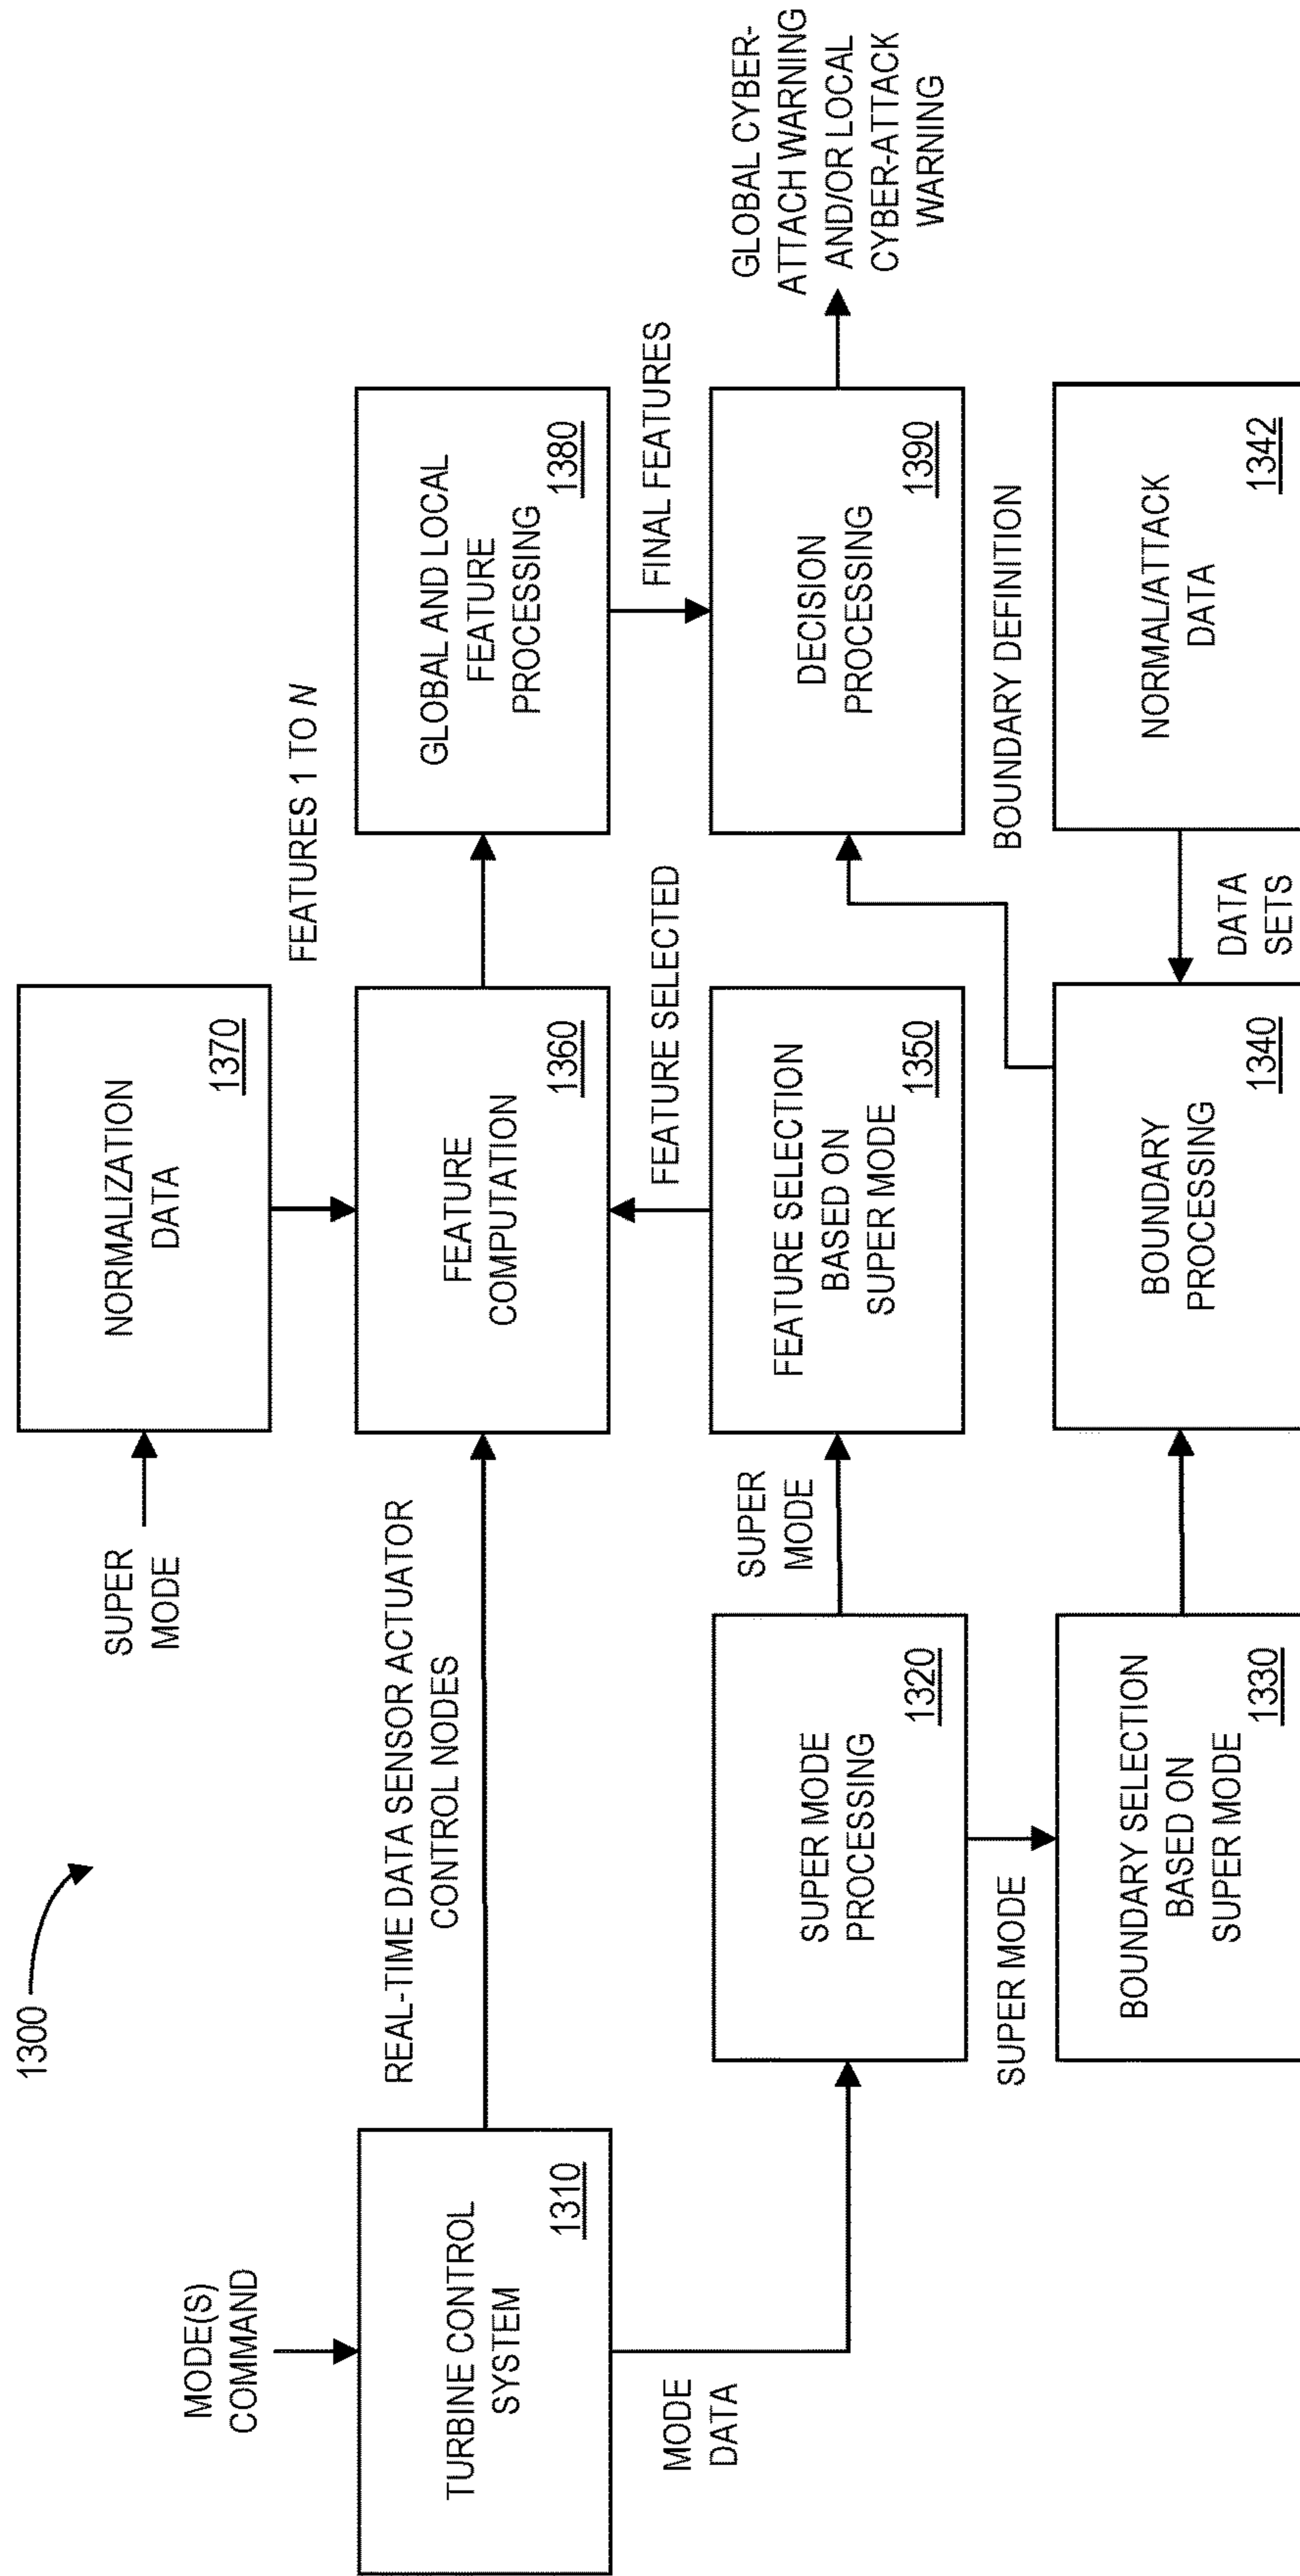 1300
MODE(S)
COMMAND
TURBINE CONTROL
SYSTEM
1310
MODE
DATA
REAL-TIME DATA SENSOR ACTUATOR
CONTROL NODES
SUPER MODE
PROCESSING
1320
SUPER MODE
BOUNDARY SELECTION
BASED ON
SUPER MODE
1330
SUPER
MODE
SUPER
MODE
NORMALIZATION
DATA
1370
FEATURE
COMPUTATION
1360
FEATURE SELECTED
FEATURE SELECTION
BASED ON
SUPER MODE
1350
BOUNDARY
PROCESSING
1340
FEATURES 1 TO N
GLOBAL AND LOCAL
FEATURE
PROCESSING
1380
FINAL FEATURES
DECISION
PROCESSING
1390
BOUNDARY DEFINITION
NORMAL/ATTACK
DATA
1342
DATA
SETS
GLOBAL CYBER-
ATTACH WARNING
AND/OR LOCAL
CYBER-ATTACK
WARNING